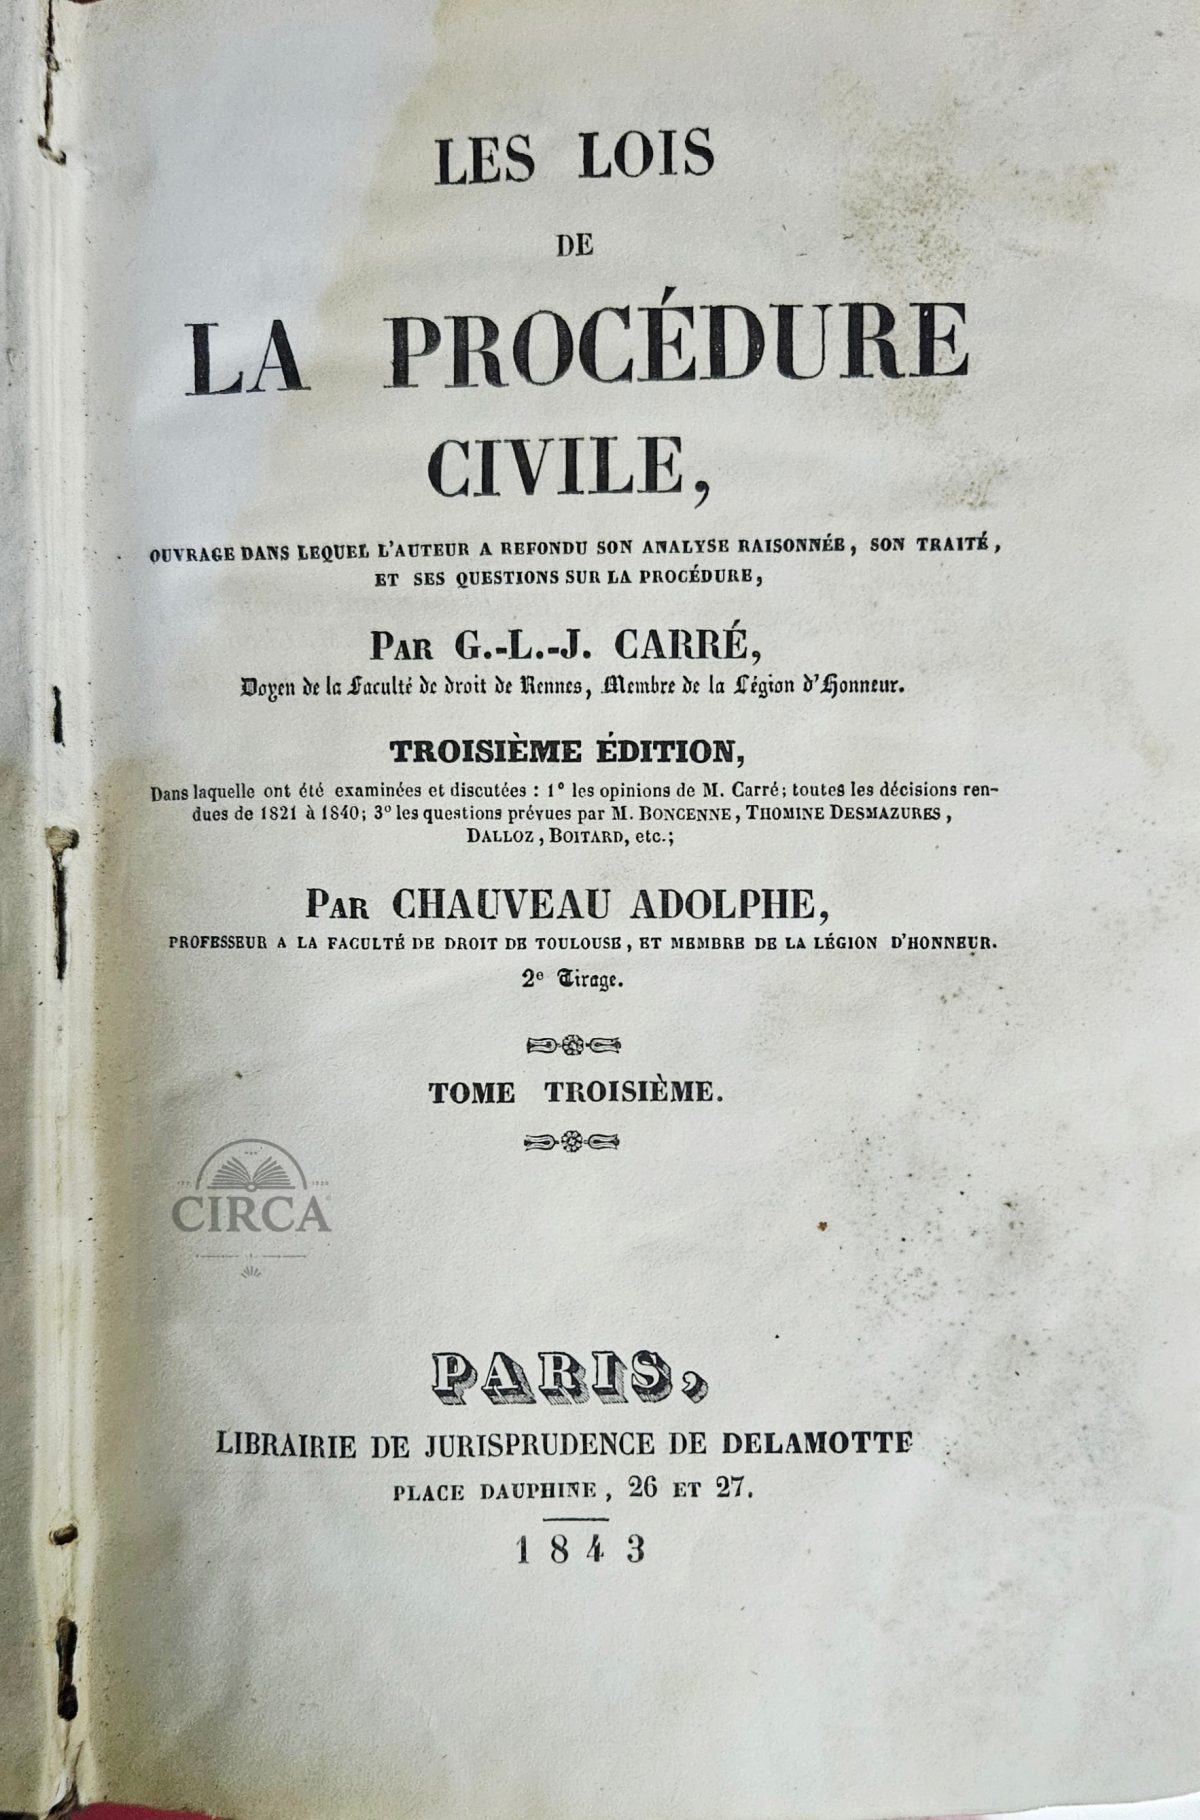 LES LOIS
DE
LA PROCÉDURE
CIVILE,
OUVRAGE DANS LEQUEL L'AUTEUR A REFONDU SON ANALYSE RAISONNÉE, SON TRAITÉ,
ET SES QUESTIONS SUR LA PROCÉDURE,
PAR G.-L.-J. CARRÉ,
Doyen de la Faculté de droit de Rennes, Membre de la Légion d'Honneur.
TROISIÈME ÉDITION,
Dans laquelle ont été examinées et discutées : 1° les opinions de M. Carré; toutes les décisions ren-
dues de 1821 à 1840; 3° les questions prévues par M. BONCENNE, THOMINE DESMAZURES,
DALLOZ, BOITARD, etc.;
PAR CHAUVEAU ADOLPHE,
PROFESSEUR A LA FACULTÉ DE DROIT DE TOULOUSE, ET MEMBRE DE LA LÉGION D'HONNEUR.
2e Tirage.
TOME TROISIÈME.
CIRCA
PARIS,
LIBRAIRIE DE JURISPRUDENCE DE DELAMOTTE
PLACE DAUPHINE, 26 ET 27.
1843